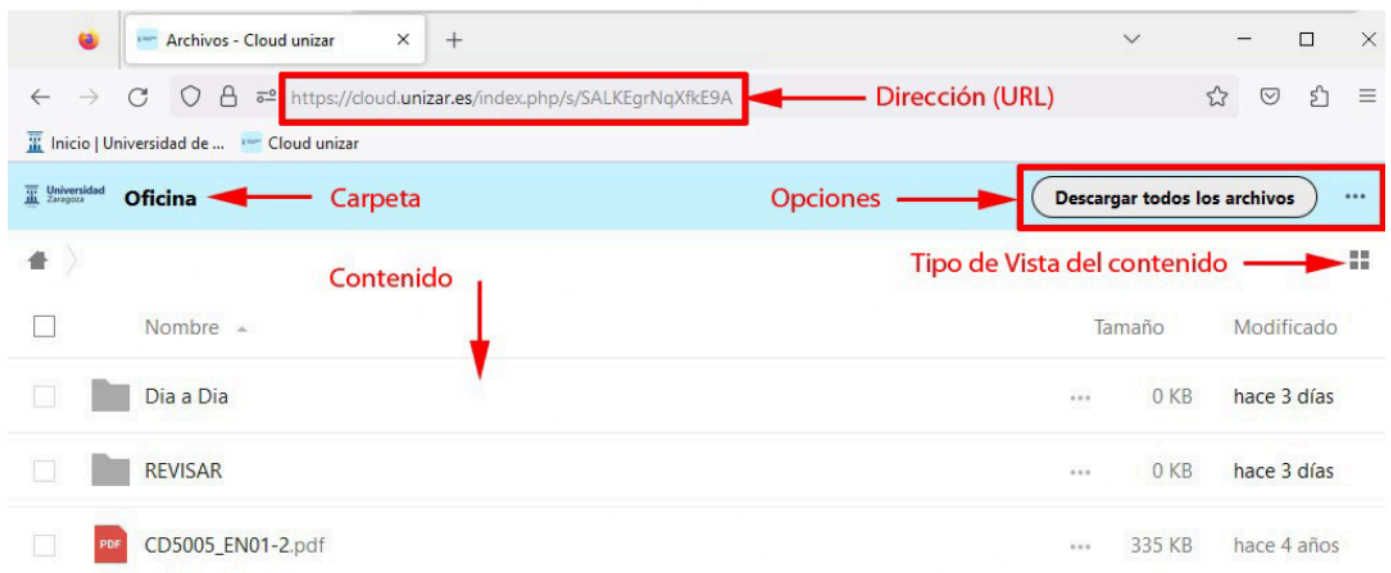 Archivos - Cloud unizar
https://cloud.unizar.es/index.php/s/SALKEgrNqXfkE9A
Dirección (URL)
Inicio | Universidad de ...
Cloud unizar
Universidad
Zaragoza
Oficina
Carpeta
Opciones
Descargar todos los archivos
Tipo de Vista del contenido
Contenido
Nombre
Tamaño
Modificado
Dia a Dia
0 KB
hace 3 días
REVISAR
0 KB
hace 3 días
PDF
CD5005_EN01-2.pdf
335 KB
hace 4 años